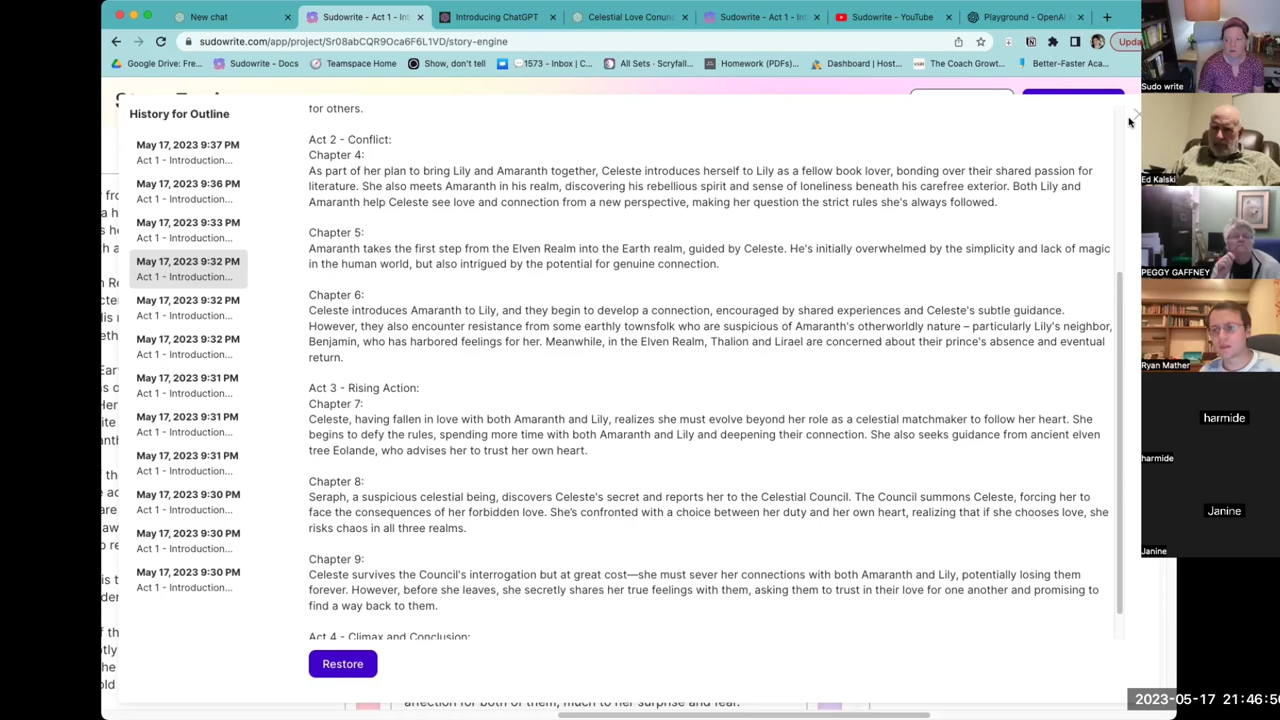 New chat
Sudowrite - Act 1 - Int
Introducing ChatGPT
Celestial Love Conun
Sudowrite - Act 1 - Int
Sudowrite - YouTube
Playground - OpenAI
sudowrite.com/app/project/Sr08abCQR9Oca6F6L1VD/story-engine
Upda
Google Drive: Fre...
Sudowrite - Docs
Teamspace Home
Show, don't tell
1573 - Inbox | C...
All Sets · Scryfall...
Homework (PDFs)...
Dashboard | Host...
The Coach Growt...
Better-Faster Aca...
History for Outline
May 17, 2023 9:37 PM
Act 1 - Introduction...
May 17, 2023 9:36 PM
Act 1 - Introduction...
May 17, 2023 9:33 PM
Act 1 - Introduction...
May 17, 2023 9:32 PM
Act 1 - Introduction...
May 17, 2023 9:32 PM
Act 1 - Introduction...
May 17, 2023 9:32 PM
Act 1 - Introduction...
May 17, 2023 9:31 PM
Act 1 - Introduction...
May 17, 2023 9:31 PM
Act 1 - Introduction...
May 17, 2023 9:31 PM
Act 1 - Introduction...
May 17, 2023 9:30 PM
Act 1 - Introduction...
May 17, 2023 9:30 PM
Act 1 - Introduction...
May 17, 2023 9:30 PM
Act 1 - Introduction...
for others.
Act 2 - Conflict:
Chapter 4:
As part of her plan to bring Lily and Amaranth together, Celeste introduces herself to Lily as a fellow book lover, bonding over their shared passion for
literature. She also meets Amaranth in his realm, discovering his rebellious spirit and sense of loneliness beneath his carefree exterior. Both Lily and
Amaranth help Celeste see love and connection from a new perspective, making her question the strict rules she's always followed.
Chapter 5:
Amaranth takes the first step from the Elven Realm into the Earth realm, guided by Celeste. He's initially overwhelmed by the simplicity and lack of magic
in the human world, but also intrigued by the potential for genuine connection.
Chapter 6:
Celeste introduces Amaranth to Lily, and they begin to develop a connection, encouraged by shared experiences and Celeste's subtle guidance.
However, they also encounter resistance from some earthly townsfolk who are suspicious of Amaranth's otherworldly nature – particularly Lily's neighbor,
Benjamin, who has harbored feelings for her. Meanwhile, in the Elven Realm, Thalion and Lirael are concerned about their prince's absence and eventual
return.
Act 3 - Rising Action:
Chapter 7:
Celeste, having fallen in love with both Amaranth and Lily, realizes she must evolve beyond her role as a celestial matchmaker to follow her heart. She
begins to defy the rules, spending more time with both Amaranth and Lily and deepening their connection. She also seeks guidance from ancient elven
tree Eolande, who advises her to trust her own heart.
Chapter 8:
Seraph, a suspicious celestial being, discovers Celeste's secret and reports her to the Celestial Council. The Council summons Celeste, forcing her to
face the consequences of her forbidden love. She's confronted with a choice between her duty and her own heart, realizing that if she chooses love, she
risks chaos in all three realms.
Chapter 9:
Celeste survives the Council's interrogation but at great cost—she must sever her connections with both Amaranth and Lily, potentially losing them
forever. However, before she leaves, she secretly shares her true feelings with them, asking them to trust in their love for one another and promising to
find a way back to them.
Act 4 - Climax and Conclusion:
Restore
affection for both of them, much to her surprise and fear.
Sudo write
Ed Kalski
PEGGY GAFFNEY
Ryan Mather
harmide
harmide
Janine
Janine
2023-05-17 21:46:5